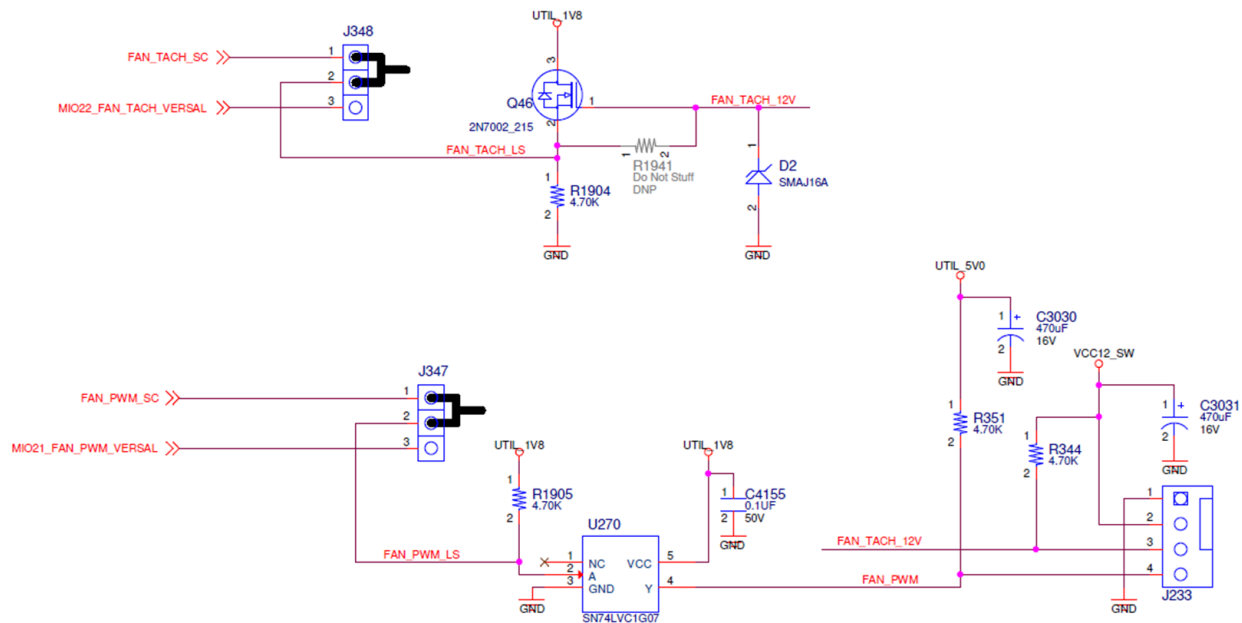 UTIL_1V8
J348
FAN_TACH_SC
1
2
MIO22_FAN_TACH_VERSAL
3
3
Q46
1
FAN_TACH_12V
2N7002_215
2
FAN_TACH_LS
1
2
R1941
Do Not Stuff
DNP
1
D2
SMAJ16A
2
1
R1904
4.70K
2
GND
GND
UTIL_5V0
1
+
C3030
470uF
16V
2
GND
VCC12_SW
J347
FAN_PWM_SC
1
2
MIO21_FAN_PWM_VERSAL
3
1
+
C3031
470uF
16V
2
GND
1
R351
4.70K
2
1
R344
4.70K
2
UTIL_1V8
UTIL_1V8
1
R1905
4.70K
2
1
C4155
0.1UF
50V
2
GND
U270
FAN_PWM_LS
1
NC
VCC
5
2
A
3
GND
Y
4
GND
SN74LVC1G07
FAN_TACH_12V
FAN_PWM
1
2
3
4
J233
GND